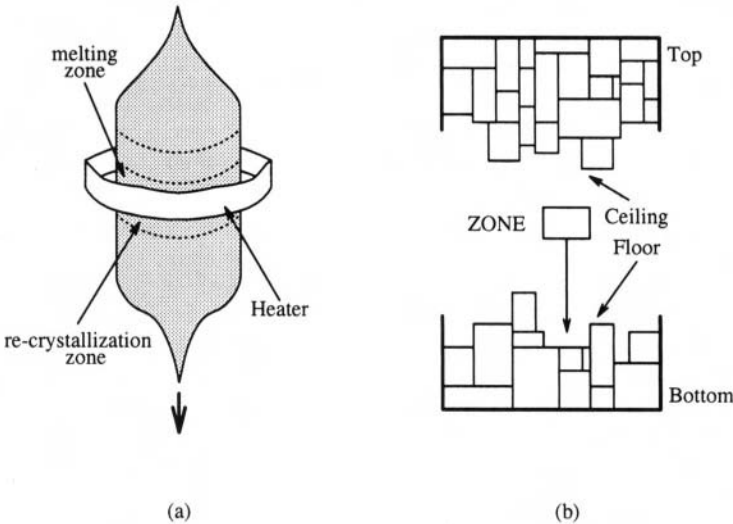 melting
zone
Heater
re-crystallization
zone
(a)
Top
Ceiling
ZONE
Floor
Bottom
(b)